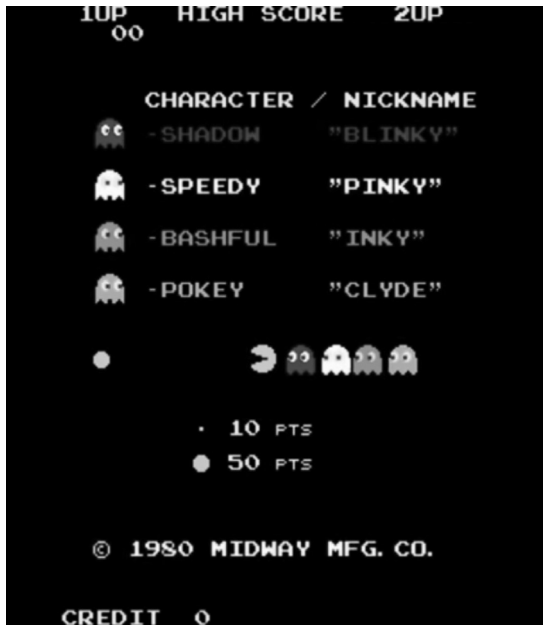 1UP HIGH SCORE 2UP
00
CHARACTER / NICKNAME
-SHADOW "BLINKY"
-SPEEDY "PINKY"
-BASHFUL "INKY"
-POKEY "CLYDE"
10 PTS
50 PTS
© 1980 MIDWAY MFG. CO.
CREDIT 0